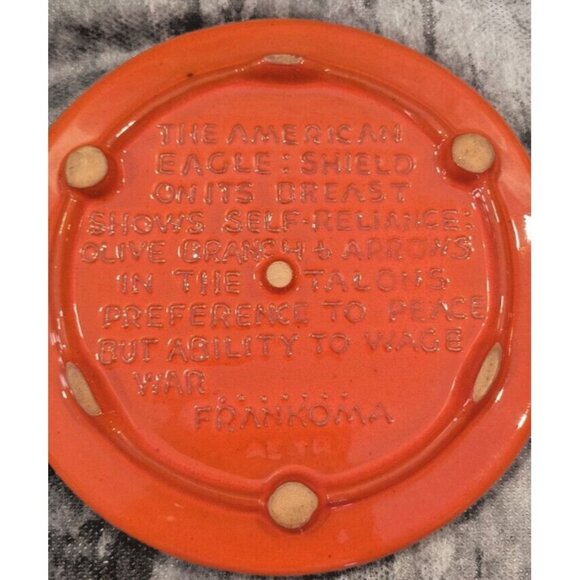 THE AMERICAN
EAGLE: SHIELD
ON ITS BREAST
SHOWS SELF-RELIANCE:
OLIVE BRANCH & ARROWS
IN THE TALONS
PREFERENCE TO PEACE
BUT ABILITY TO WAGE
WAR.......
FRANKOMA